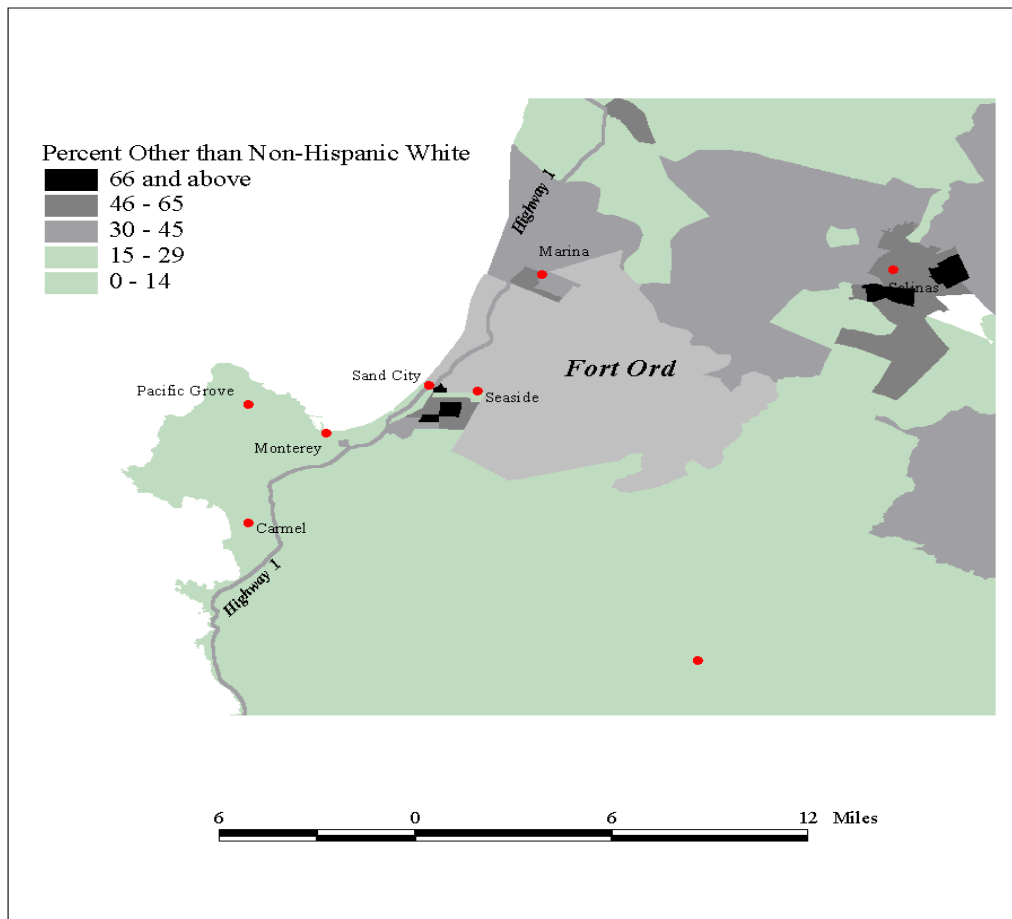 Percent Other than Non-Hispanic White
66 and above
46 - 65
30 - 45
15 - 29
0 - 14
Highway 1
Marina
Salinas
Fort Ord
Sand City
Seaside
Pacific Grove
Monterey
Carmel
Highway 1
6 0 6 12 Miles